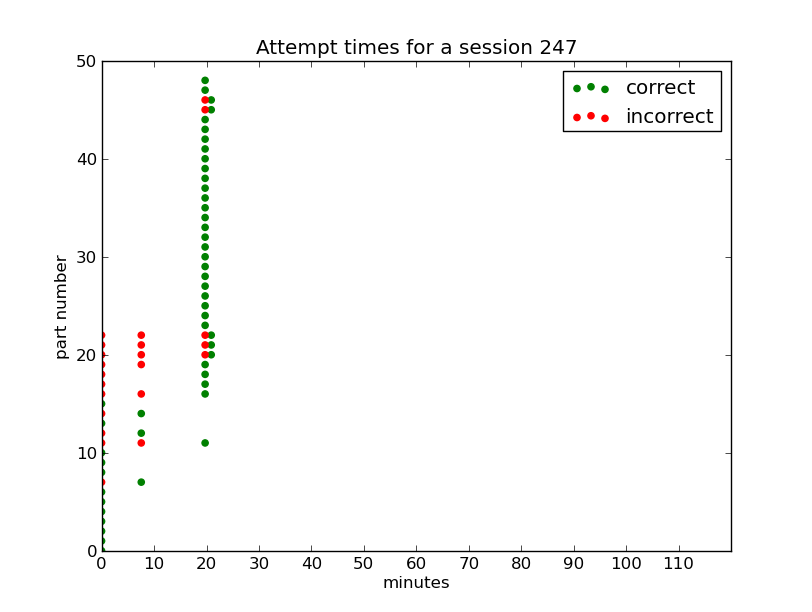 Attempt times for a session 247
50
correct
incorrect
40
30
part number
20
10
0
0 10 20 30 40 50 60 70 80 90 100 110
minutes